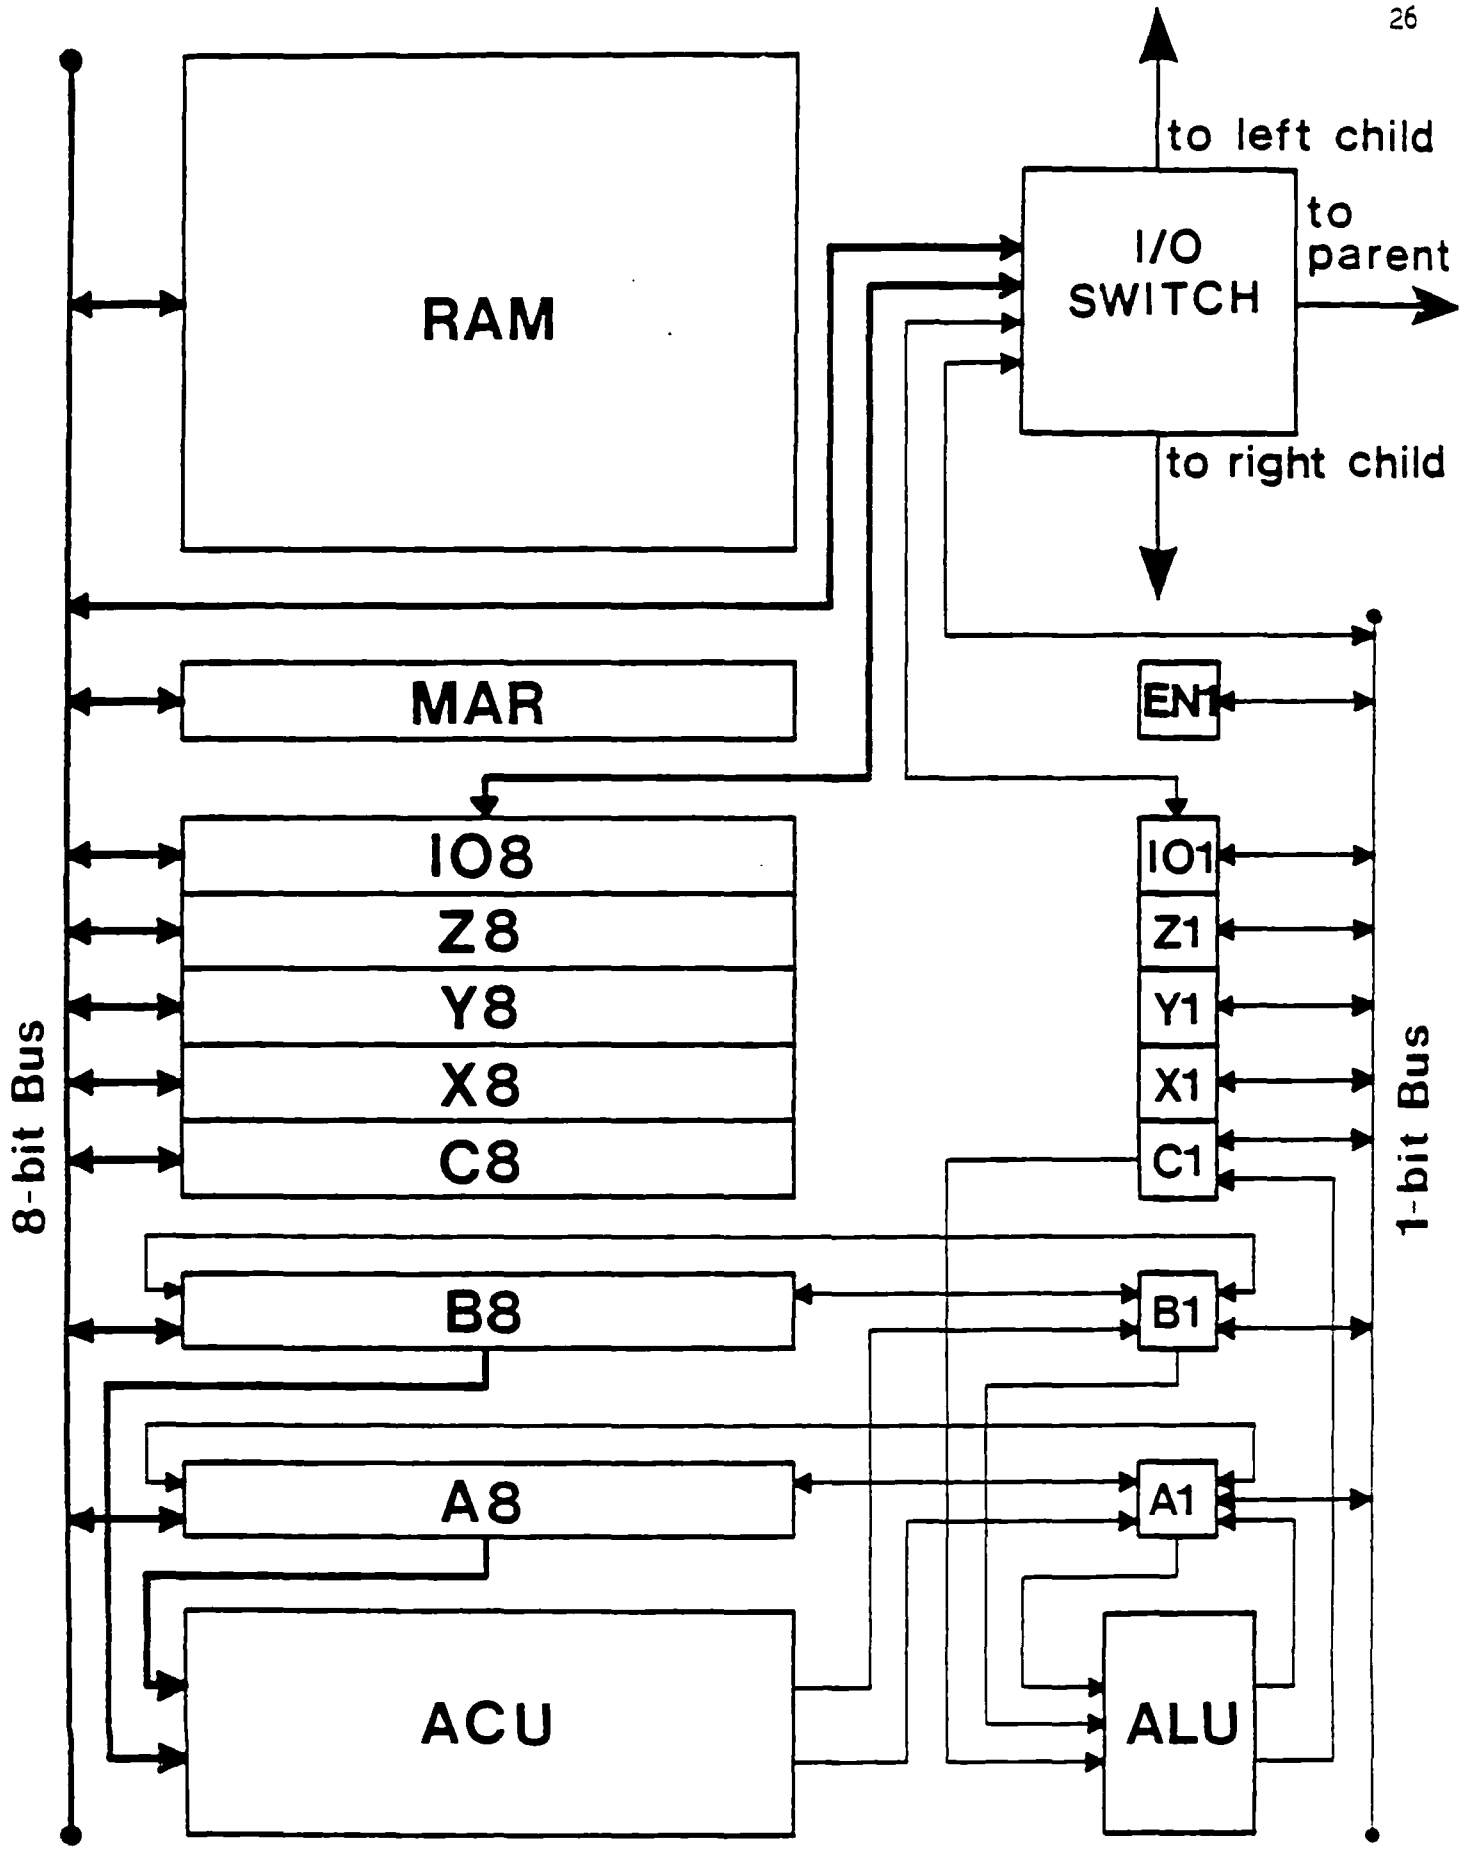 26
to left child
to
parent
I/O
SWITCH
RAM
to right child
MAR
EN1
IO8
IO1
Z8
Z1
Y8
Y1
X8
X1
C8
C1
8-bit Bus
1-bit Bus
B8
B1
A8
A1
ACU
ALU